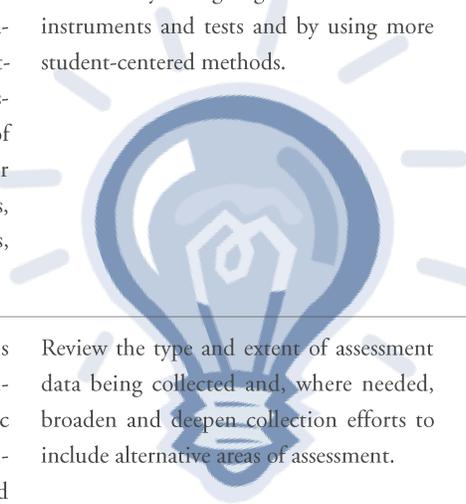 instruments and tests and by using more
student-centered methods.
of
r
s,
s,
s
c
d
Review the type and extent of assessment
data being collected and, where needed,
broaden and deepen collection efforts to
include alternative areas of assessment.